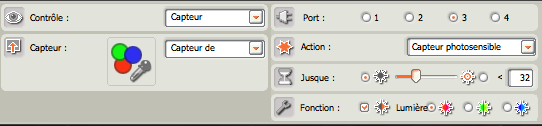 Contrôle : Capteur
Capteur : Capteur de
Port : 1 2 3 4
Action : Capteur photosensible
Jusque : < 32
Fonction : Lumière